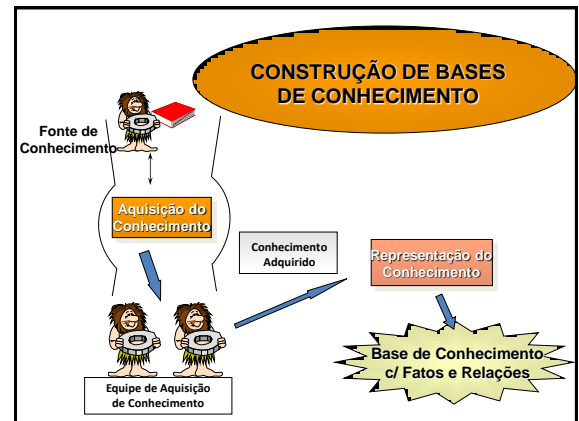 CONSTRUÇÃO DE BASES
DE CONHECIMENTO
Fonte de
Conhecimento
Aquisição do
Conhecimento
Conhecimento
Adquirido
Representação do
Conhecimento
Equipe de Aquisição
de Conhecimento
Base de Conhecimento
c/ Fatos e Relações